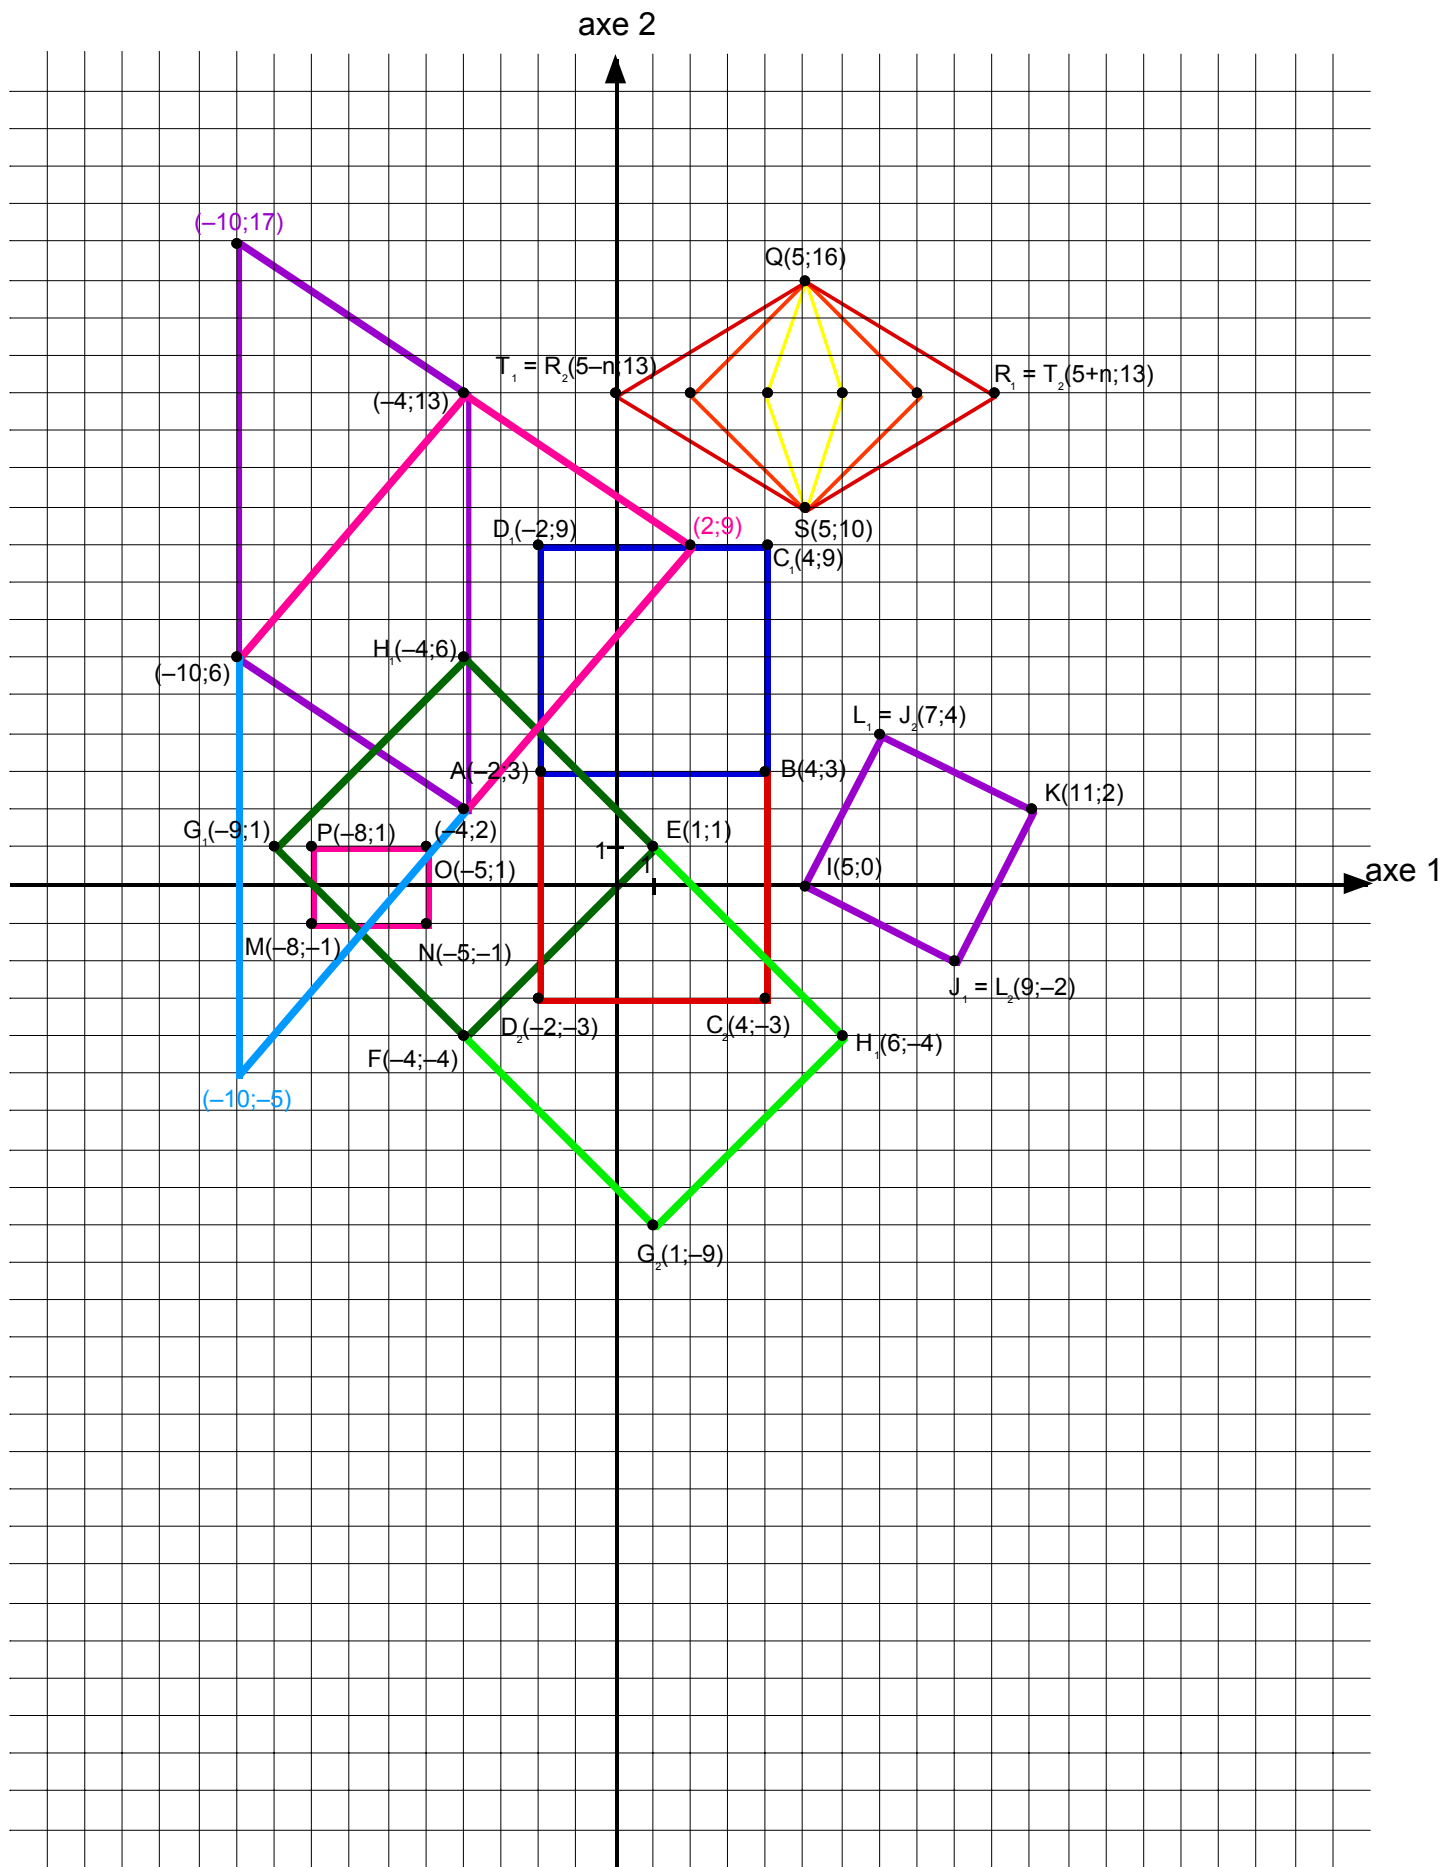 axe 2
(–10;17)
Q(5;16)
T₁ = R₂(5–n;13)
R₁ = T₂(5+n;13)
(–4;13)
D₁(–2;9)
(2;9)
S(5;10)
C₁(4;9)
H₁(–4;6)
(–10;6)
L₁ = J₂(7;4)
A(–2;3)
B(4;3)
K(11;2)
G₁(–9;1)
P(–8;1)
(–4;2)
E(1;1)
1
1
O(–5;1)
I(5;0)
axe 1
M(–8;–1)
N(–5;–1)
J₁ = L₂(9;–2)
D₂(–2;–3)
C₂(4;–3)
H₁(6;–4)
F(–4;–4)
(–10;–5)
G₂(1;–9)